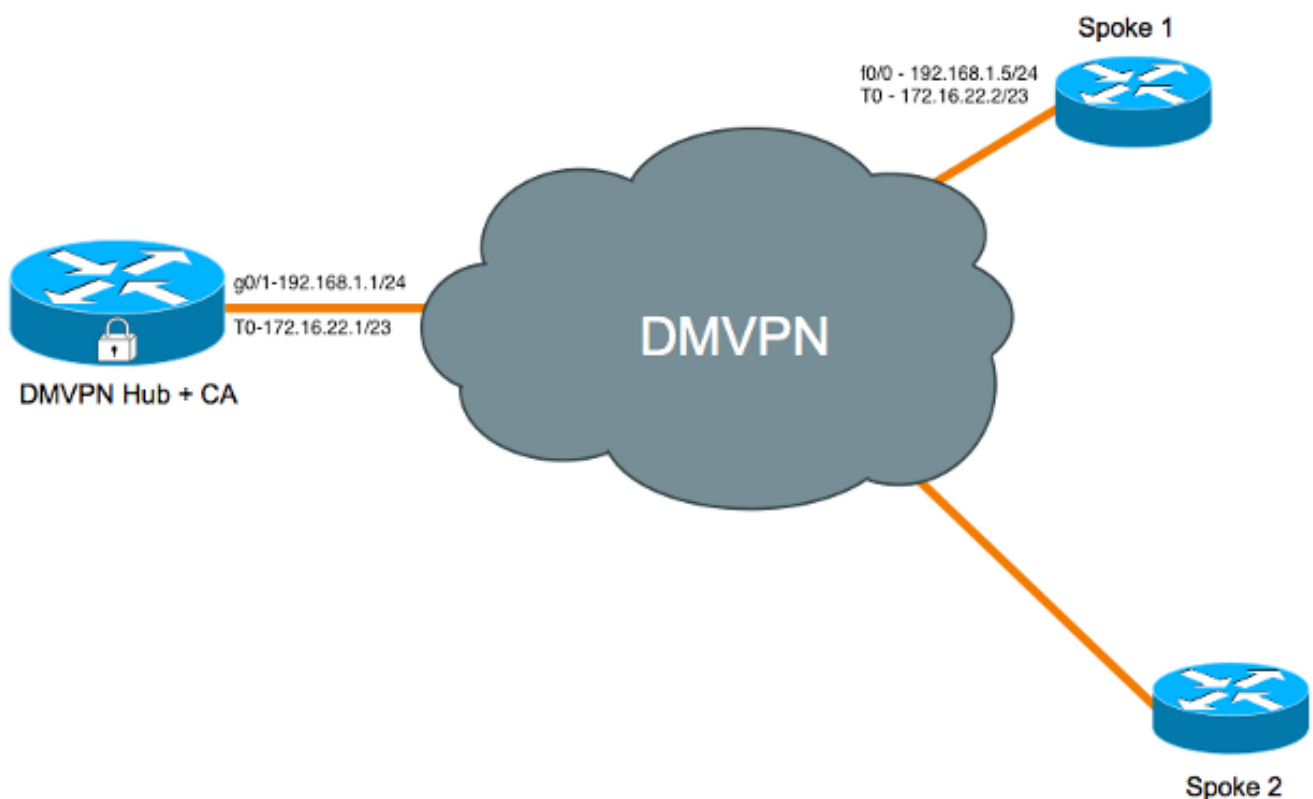 Spoke 1
f0/0 - 192.168.1.5/24
T0 - 172.16.22.2/23
g0/1-192.168.1.1/24
T0-172.16.22.1/23
DMVPN
DMVPN Hub + CA
Spoke 2